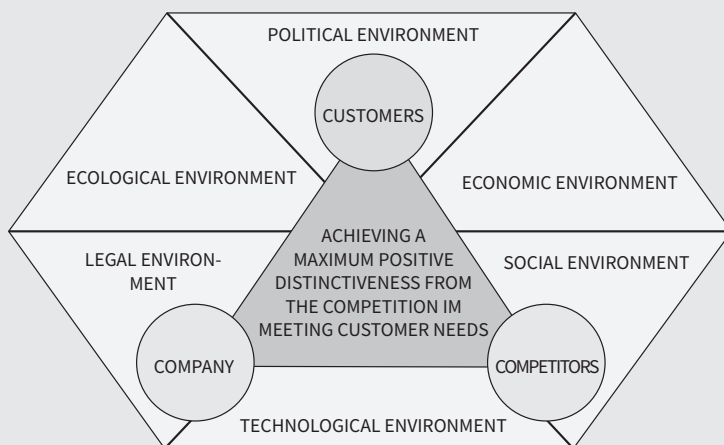 POLITICAL ENVIRONMENT
CUSTOMERS
ECOLOGICAL ENVIRONMENT
ECONOMIC ENVIRONMENT
ACHIEVING A
MAXIMUM POSITIVE
DISTINCTIVENESS FROM
THE COMPETITION IM
MEETING CUSTOMER NEEDS
LEGAL ENVIRON-
MENT
SOCIAL ENVIRONMENT
COMPANY
COMPETITORS
TECHNOLOGICAL ENVIRONMENT